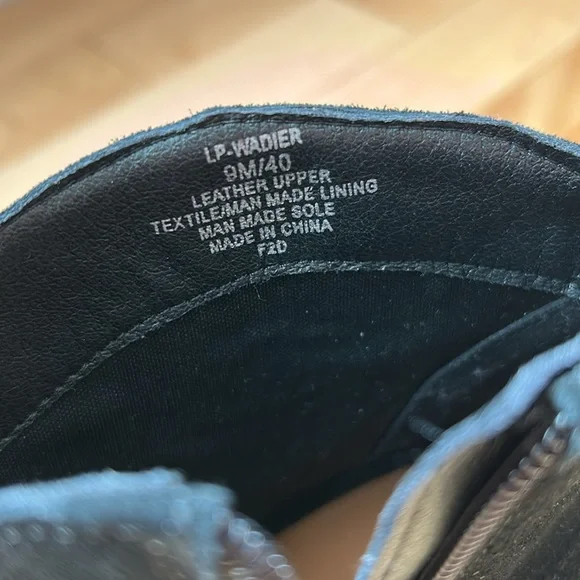 LP-WADIER
9M/40
LEATHER UPPER
TEXTILE/MAN MADE LINING
MAN MADE SOLE
MADE IN CHINA
F2D